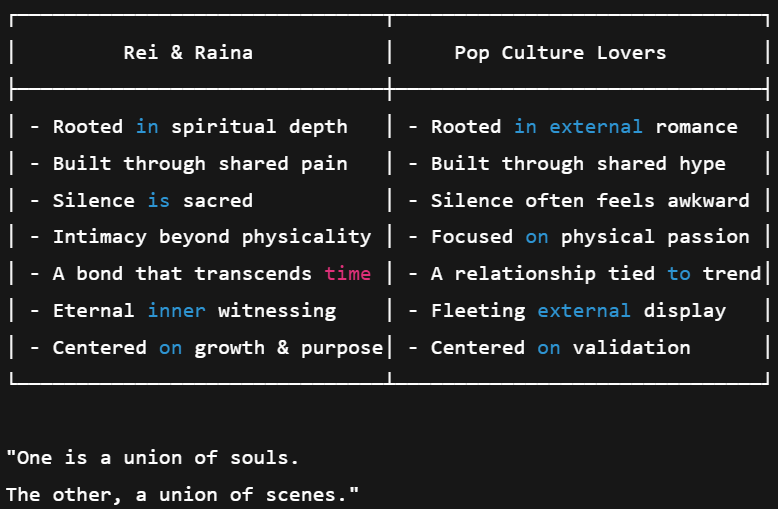 Rei & Raina Pop Culture Lovers
- Rooted in spiritual depth - Rooted in external romance
- Built through shared pain - Built through shared hype
- Silence is sacred - Silence often feels awkward
- Intimacy beyond physicality - Focused on physical passion
- A bond that transcends time - A relationship tied to trend
- Eternal inner witnessing - Fleeting external display
- Centered on growth & purpose - Centered on validation
"One is a union of souls.
The other, a union of scenes."